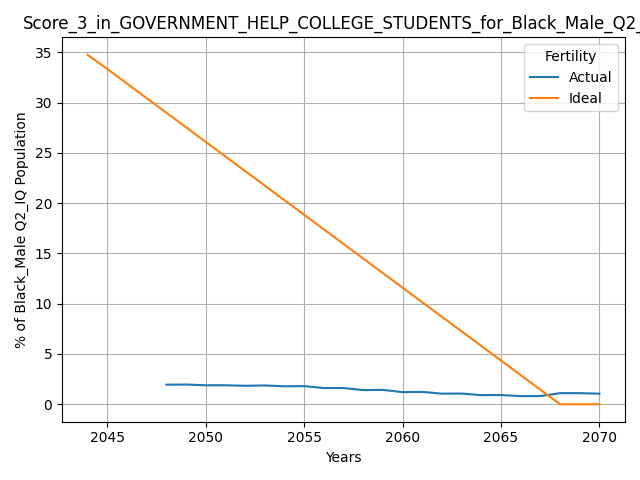 Score_3_in_GOVERNMENT_HELP_COLLEGE_STUDENTS_for_Black_Male_Q2_
% of Black_Male Q2_IQ Population
35
30
25
20
15
10
5
0
Fertility
Actual
Ideal
2045 2050 2055 2060 2065 2070
Years